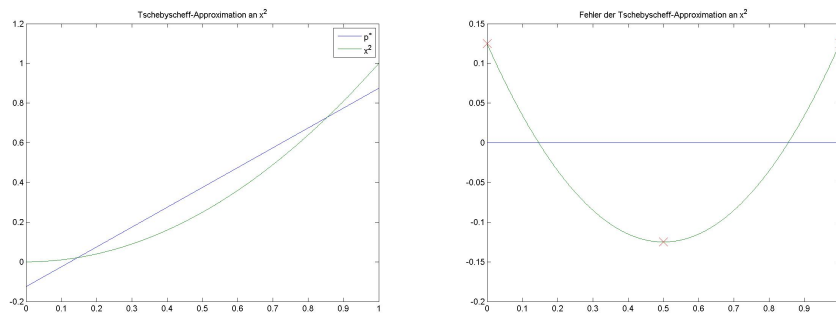 Tschebyscheff-Approximation an x²
1.2
1
0.8
0.6
0.4
0.2
0
-0.2
0 0.1 0.2 0.3 0.4 0.5 0.6 0.7 0.8 0.9 1
p*
x²
Fehler der Tschebyscheff-Approximation an x²
0.15
0.1
0.05
0
-0.05
-0.1
-0.15
-0.2
0 0.1 0.2 0.3 0.4 0.5 0.6 0.7 0.8 0.9